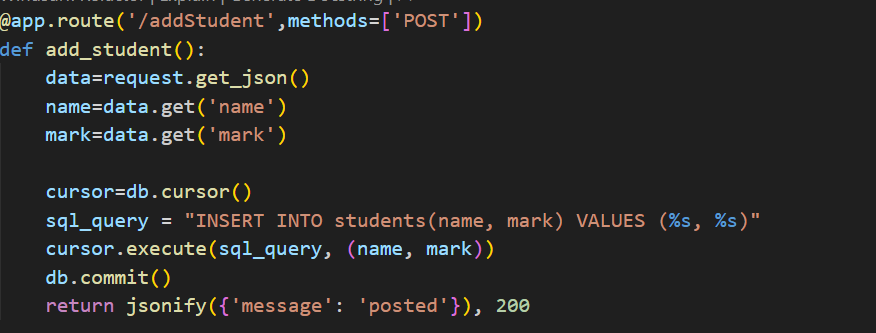 @app.route('/addStudent',methods=['POST'])
def add_student():
    data=request.get_json()
    name=data.get('name')
    mark=data.get('mark')

    cursor=db.cursor()
    sql_query = "INSERT INTO students(name, mark) VALUES (%s, %s)"
    cursor.execute(sql_query, (name, mark))
    db.commit()
    return jsonify({'message': 'posted'}), 200